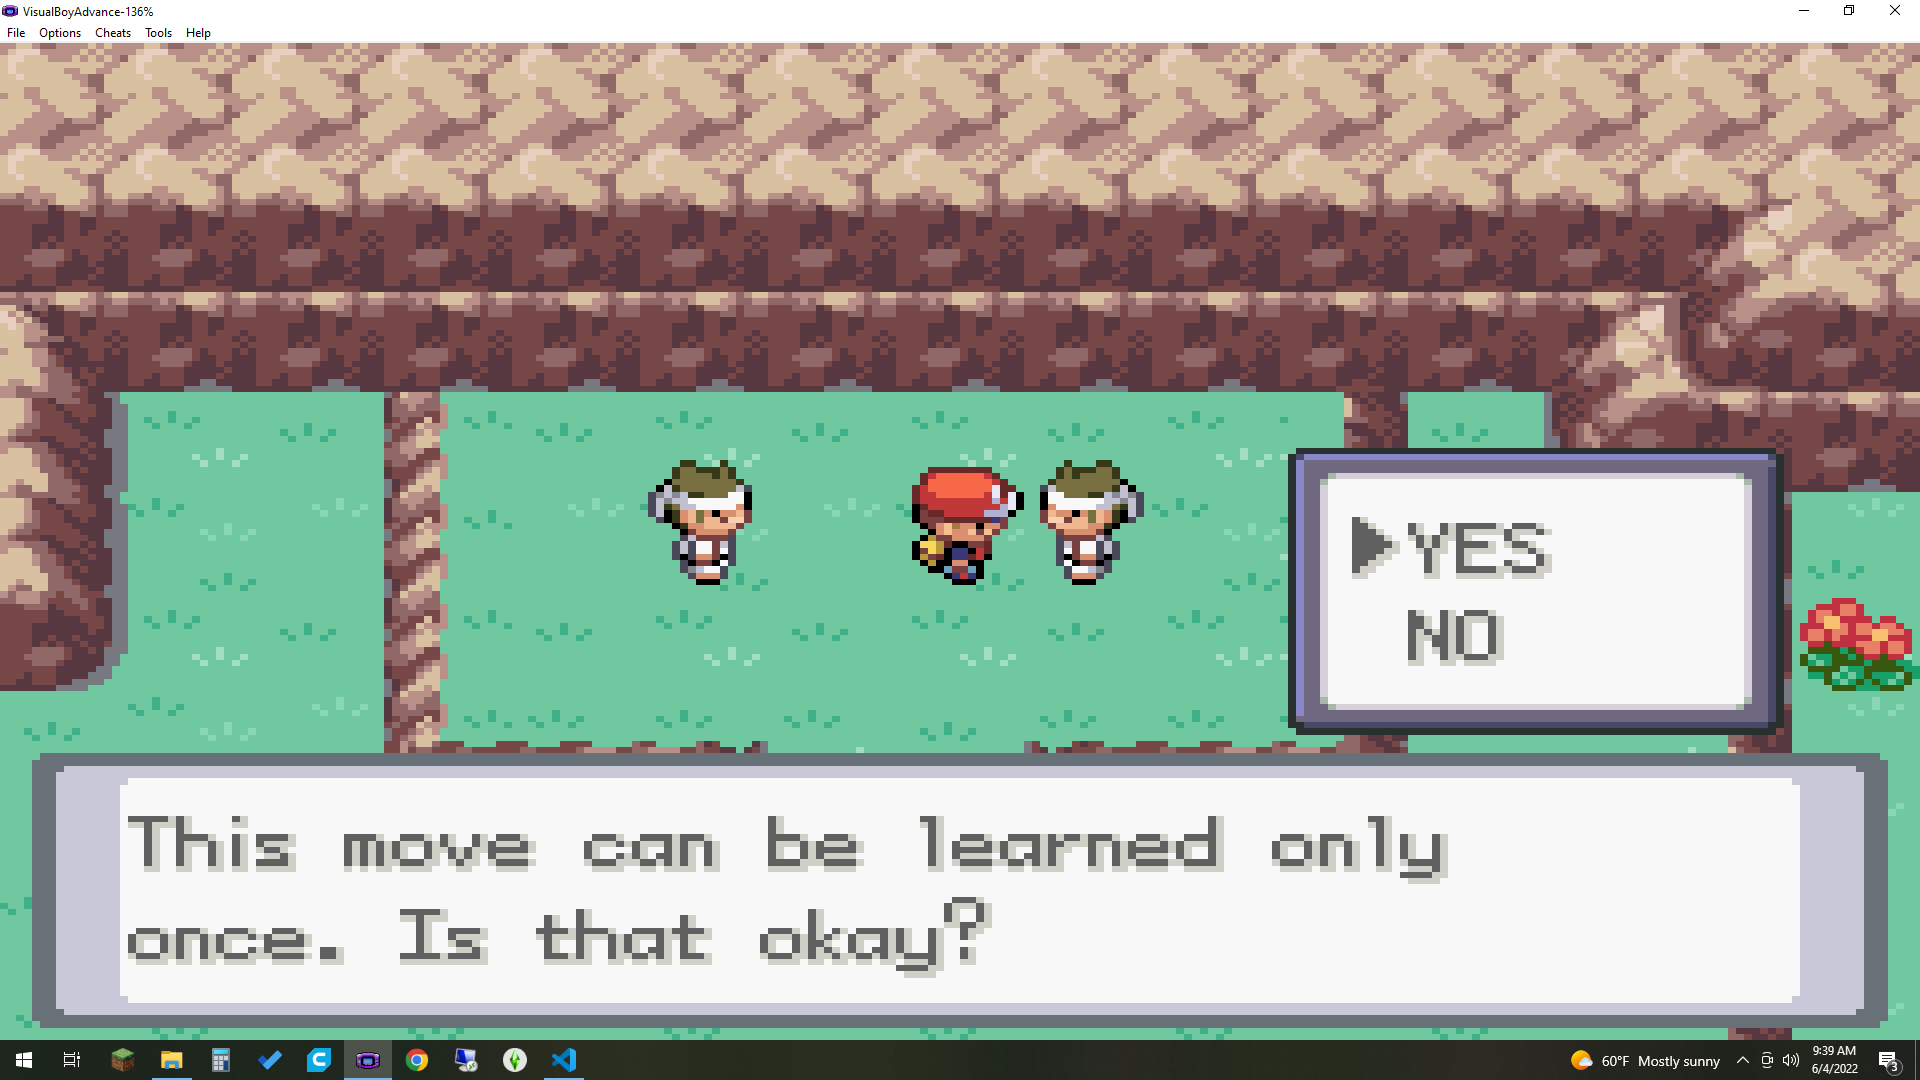 VisualBoyAdvance-136%
File Options Cheats Tools Help
YES
NO
This move can be learned only
once. Is that okay?
60°F Mostly sunny
9:39 AM
6/4/2022
3